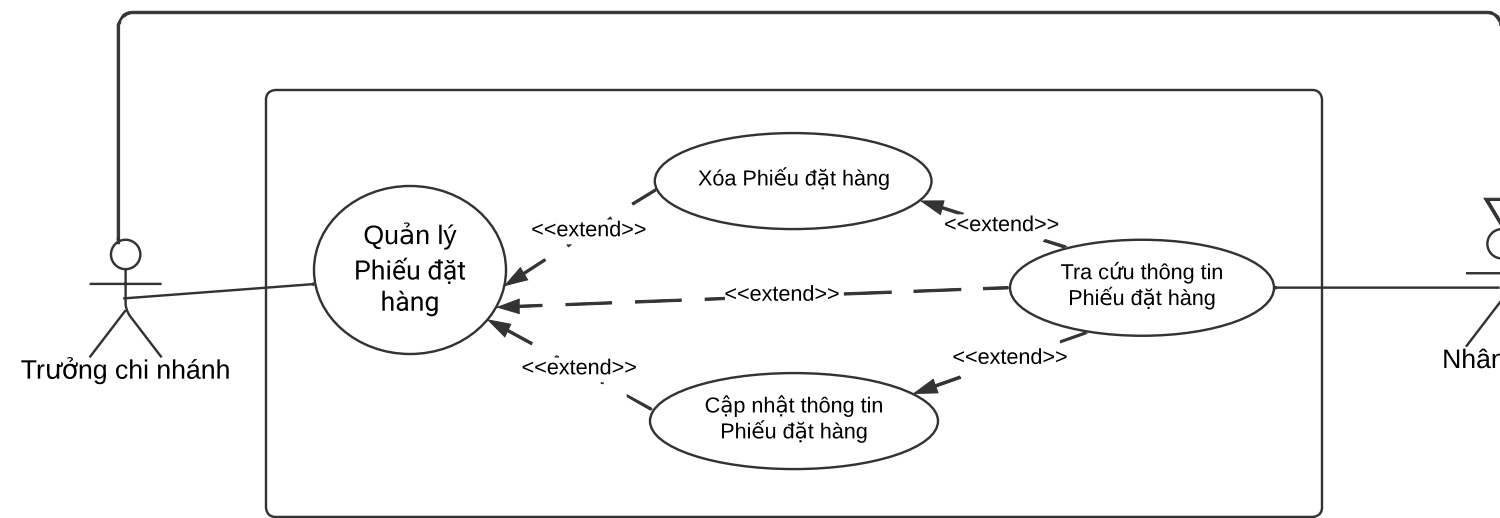 Xóa Phiếu đặt hàng
<<extend>>
<<extend>>
Quản lý
Phiếu đặt
hàng
Tra cứu thông tin
Phiếu đặt hàng
<<extend>>
Trưởng chi nhánh
<<extend>>
<<extend>>
Nhân
Cập nhật thông tin
Phiếu đặt hàng